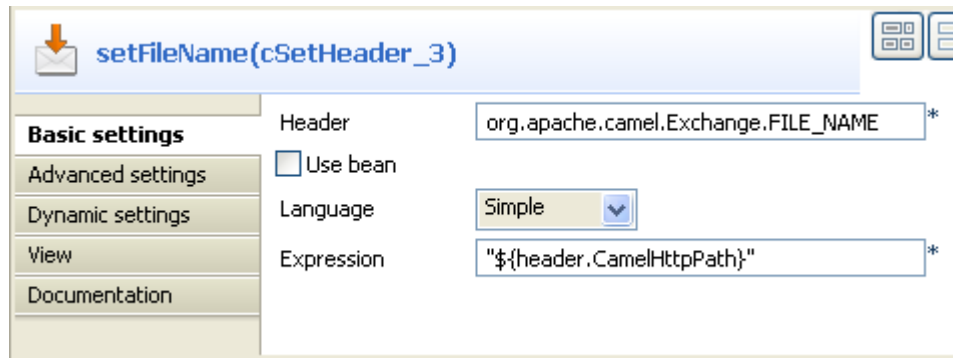 setFileName(cSetHeader_3)
Basic settings
Advanced settings
Dynamic settings
View
Documentation
Header org.apache.camel.Exchange.FILE_NAME *
Use bean
Language Simple
Expression "${header.CamelHttpPath}" *